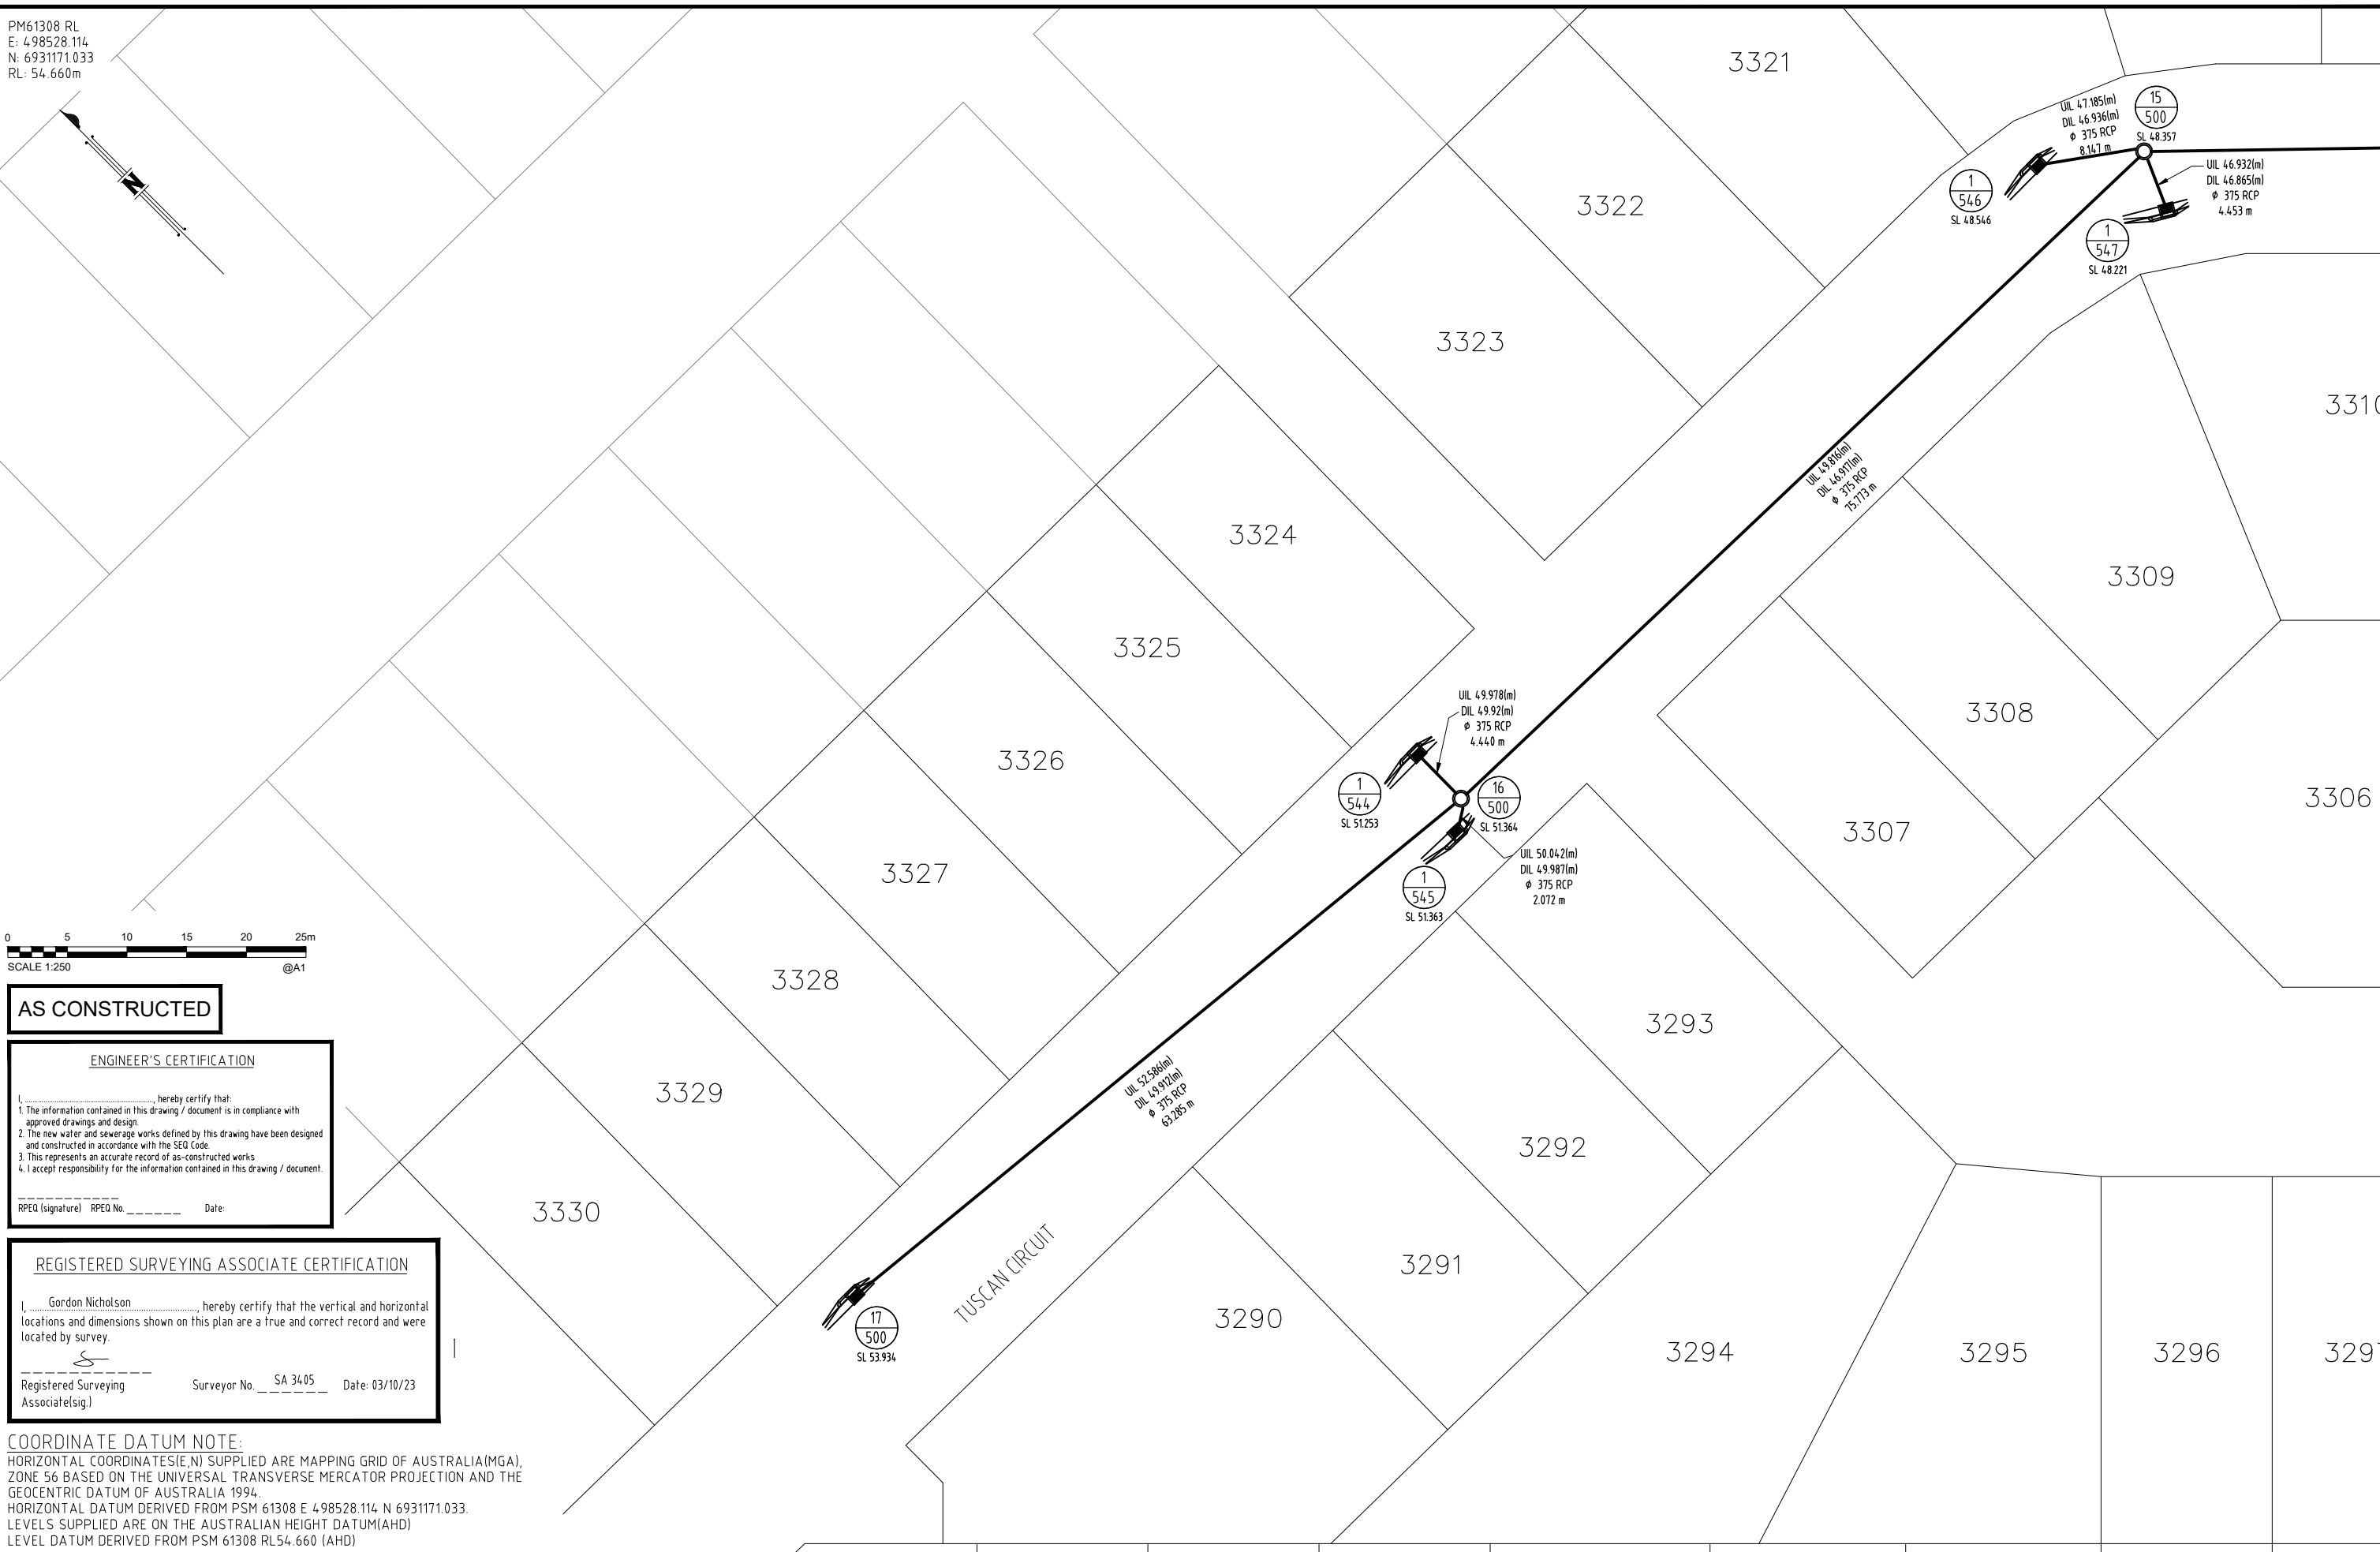 PM61308 RL
E: 498528.114
N: 6931171.033
RL: 54.660m
N
3321
UIL 47.185(m)
DIL 46.936(m)
ϕ 375 RCP
8.147 m
15
500
SL 48.357
UIL 46.932(m)
DIL 46.865(m)
ϕ 375 RCP
4.453 m
1
546
SL 48.546
1
547
SL 48.221
3322
3323
3310
UIL 49.816(m)
DIL 46.917(m)
ϕ 375 RCP
75.773 m
3324
3309
3325
3308
UIL 49.978(m)
DIL 49.92(m)
ϕ 375 RCP
4.440 m
3326
1
544
SL 51.253
16
500
SL 51.364
3306
3307
UIL 50.042(m)
DIL 49.987(m)
ϕ 375 RCP
2.072 m
1
545
SL 51.363
3327
3328
3293
3329
UIL 52.586(m)
DIL 49.912(m)
ϕ 375 RCP
63.285 m
3292
3330
TUSCAN CIRCUIT
3291
3290
17
500
SL 53.934
3294
3295
3296
3297
0 5 10 15 20 25m
SCALE 1:250 @A1
AS CONSTRUCTED
ENGINEER'S CERTIFICATION
I, ......................................................, hereby certify that:
1. The information contained in this drawing / document is in compliance with
approved drawings and design.
2. The new water and sewerage works defined by this drawing have been designed
and constructed in accordance with the SEQ Code.
3. This represents an accurate record of as-constructed works
4. I accept responsibility for the information contained in this drawing / document.
RPEQ (signature) RPEQ No. ______ Date:
REGISTERED SURVEYING ASSOCIATE CERTIFICATION
I, ......Gordon Nicholson......................, hereby certify that the vertical and horizontal
locations and dimensions shown on this plan are a true and correct record and were
located by survey.
Registered Surveying Surveyor No. SA 3405 Date: 03/10/23
Associate(sig.)
COORDINATE DATUM NOTE:
HORIZONTAL COORDINATES(E,N) SUPPLIED ARE MAPPING GRID OF AUSTRALIA(MGA),
ZONE 56 BASED ON THE UNIVERSAL TRANSVERSE MERCATOR PROJECTION AND THE
GEOCENTRIC DATUM OF AUSTRALIA 1994.
HORIZONTAL DATUM DERIVED FROM PSM 61308 E 498528.114 N 6931171.033.
LEVELS SUPPLIED ARE ON THE AUSTRALIAN HEIGHT DATUM(AHD)
LEVEL DATUM DERIVED FROM PSM 61308 RL54.660 (AHD)